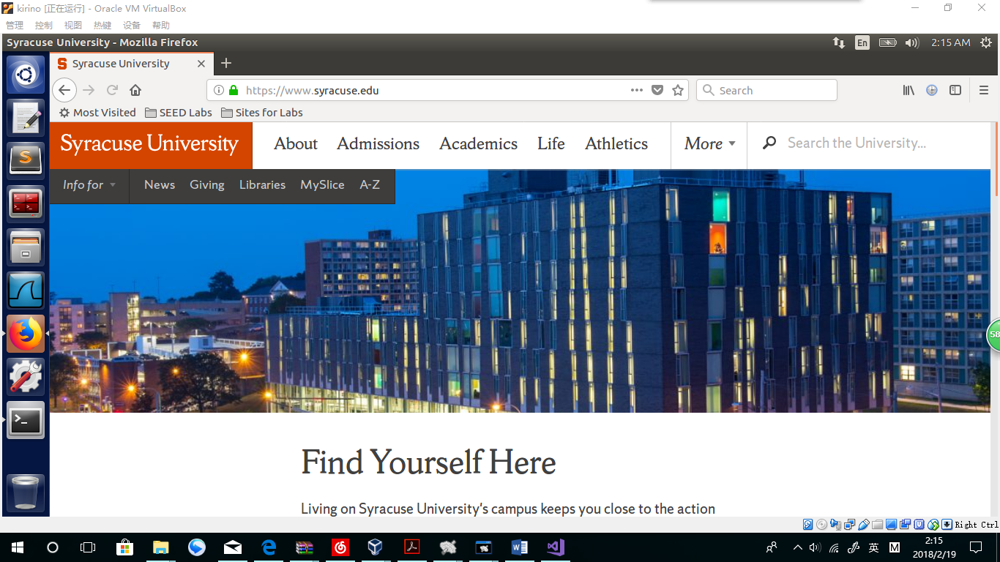 kirino [正在运行] - Oracle VM VirtualBox
管理 控制 视图 热键 设备 帮助
Syracuse University - Mozilla Firefox En 2:15 AM
Syracuse University
https://www.syracuse.edu Search
Most Visited SEED Labs Sites for Labs
Syracuse University About Admissions Academics Life Athletics More Search the University...
Info for News Giving Libraries MySlice A-Z
58
Find Yourself Here
Living on Syracuse University's campus keeps you close to the action
Right Ctrl
英 M 2:15
2018/2/19